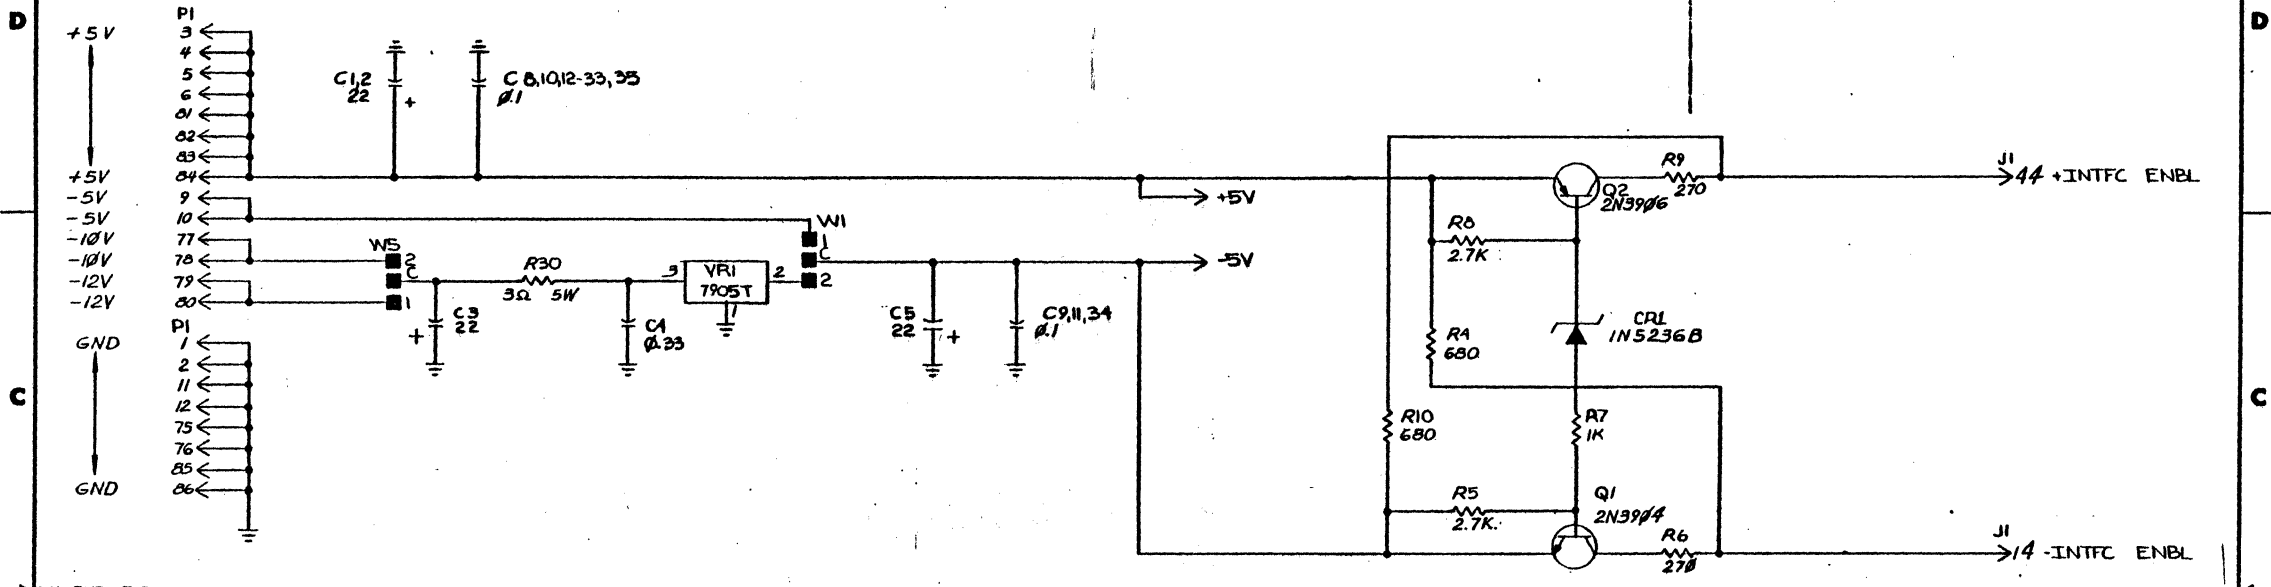 D
D
P1
+5V
3
4
5
6
81
82
83
+5V
84
-5V
9
-5V
10
-1ØV
77
-1ØV
78
-12V
79
-12V
80
P1
GND
1
2
11
12
75
76
85
GND
86
C1,2
22
+
C 8,10,12-33,35
Ø.1
W5
2
C
1
R30
3Ω 5W
C3
22
+
C4
Ø.33
3
VR1
7905T
2
1
W1
1
C
2
C5
22
+
C9,11,34
Ø.1
+5V
-5V
R9
270
Q2
2N39Ø6
J1
44 +INTFC ENBL
R8
2.7K
R4
680
CR1
1N5236B
R10
680
R7
1K
R5
2.7K
Q1
2N39Ø4
R6
27Ø
J1
14 -INTFC ENBL
C
C